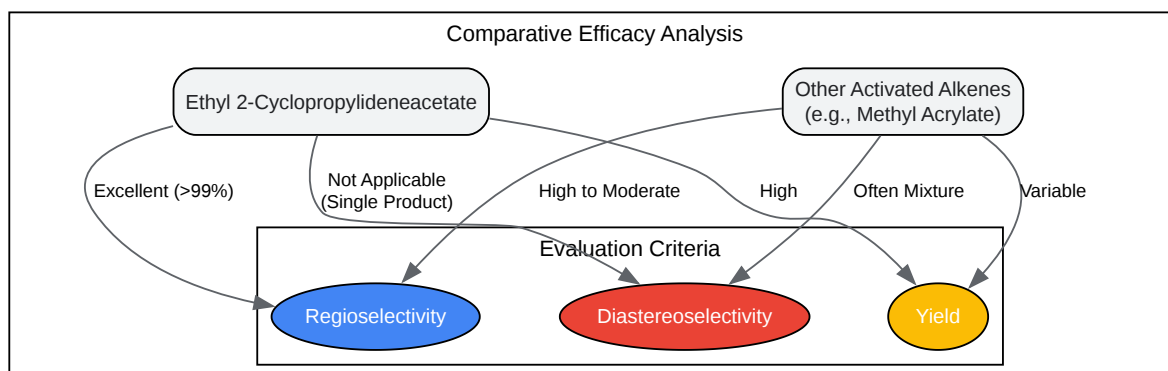 Comparative Efficacy Analysis
Ethyl 2-Cyclopropylideneacetate
Other Activated Alkenes
(e.g., Methyl Acrylate)
Excellent (>99%)
Not Applicable
(Single Product)
High to Moderate
High
Often Mixture
Variable
Evaluation Criteria
Regioselectivity
Diastereoselectivity
Yield